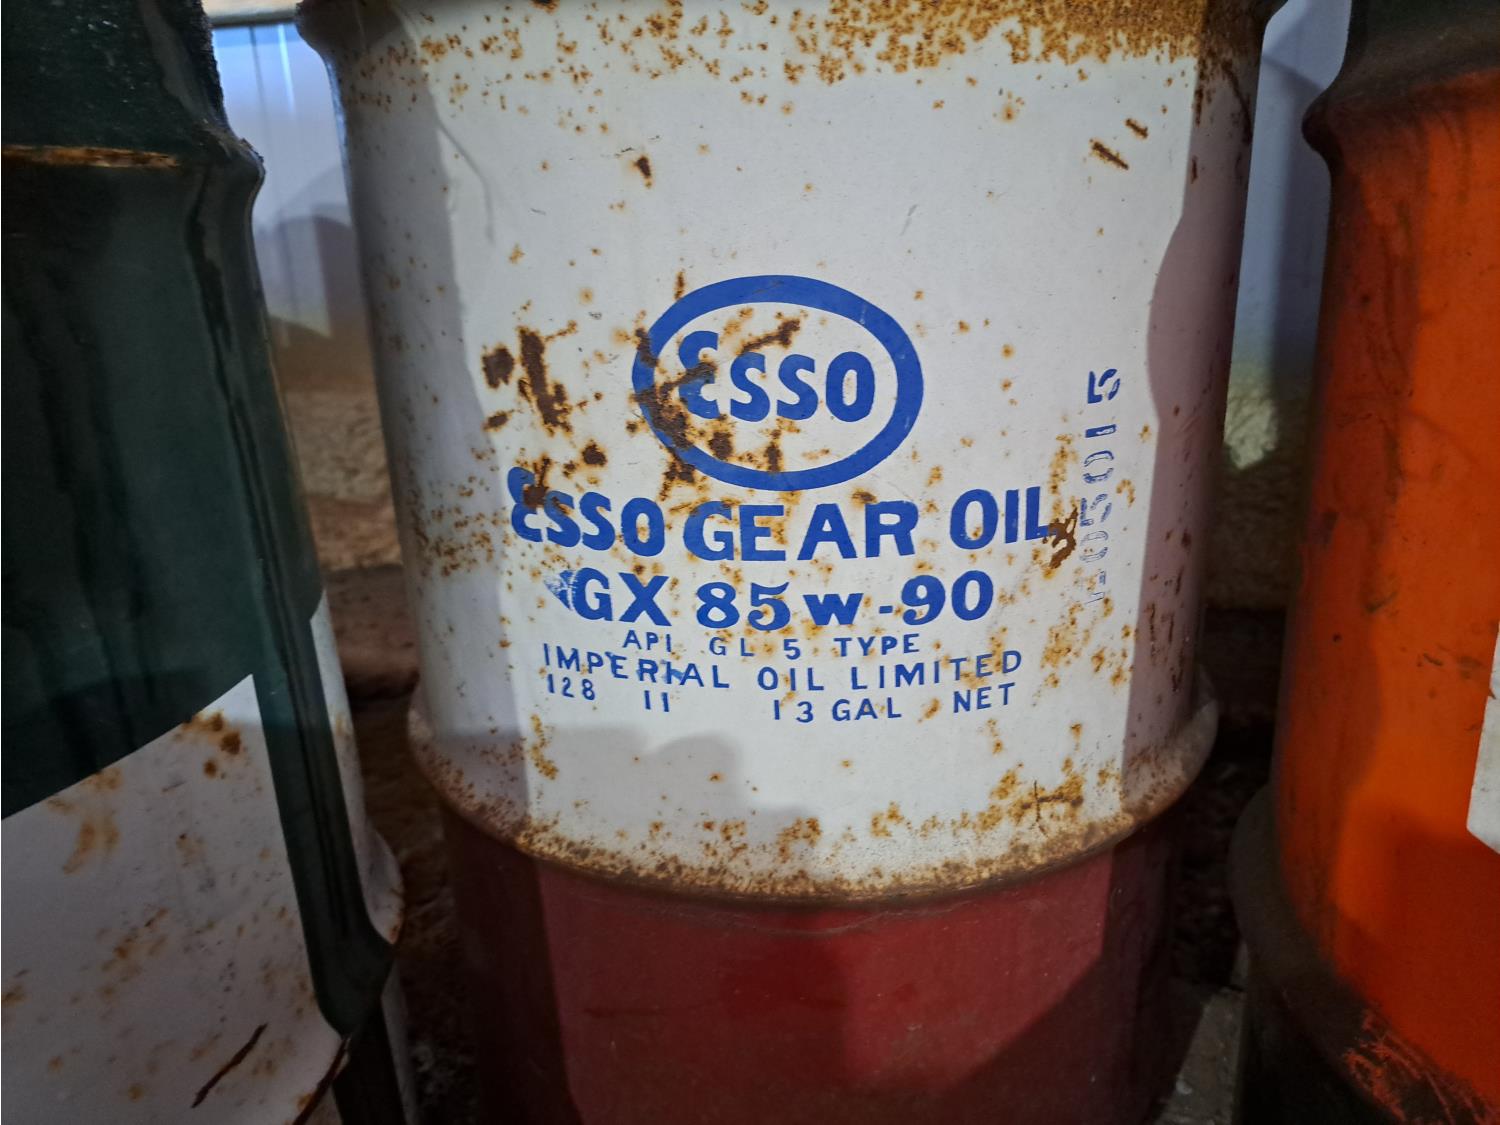 Esso
Esso GEAR OIL
GX 85w-90
API GL 5 TYPE
IMPERIAL OIL LIMITED
128 11 13 GAL NET